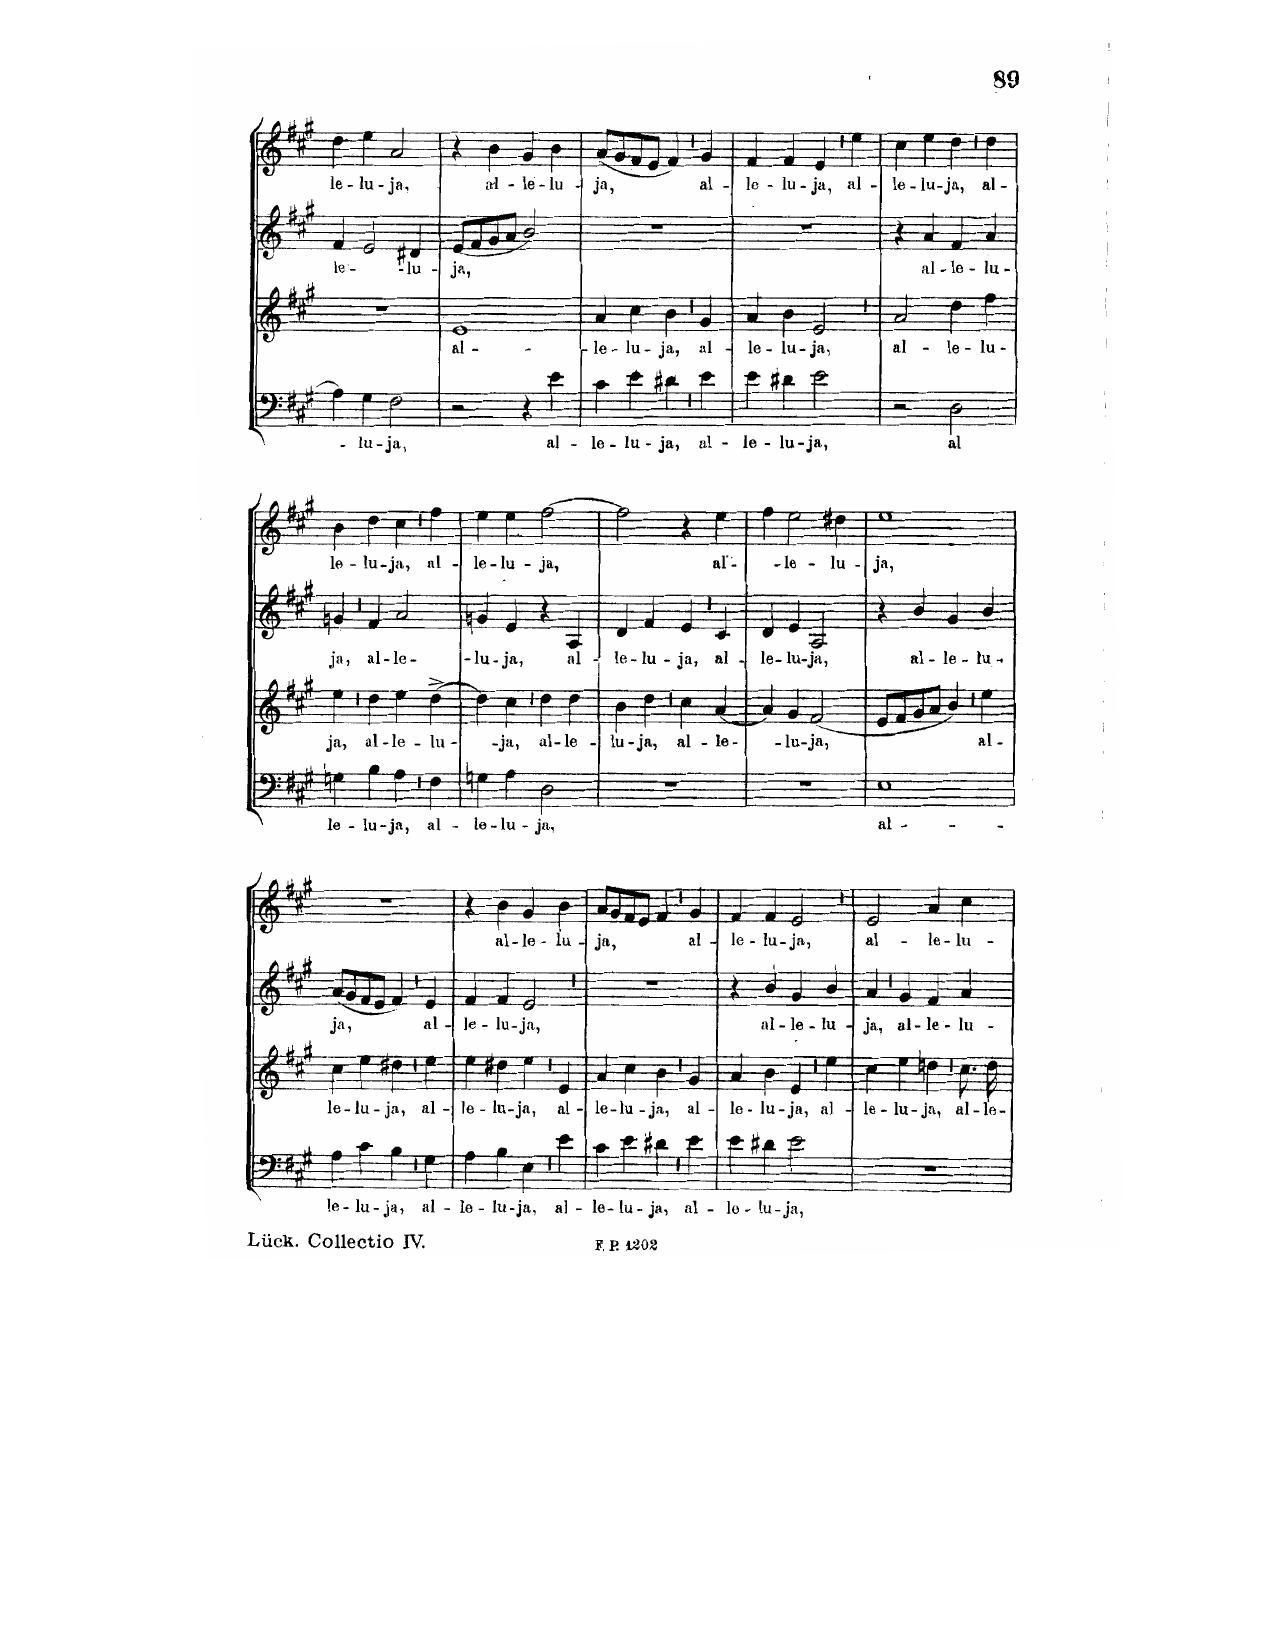 89
le - lu - ja, al - le - lu - ja, al - le - lu - ja, al - le - lu - ja, al -
le - - lu - ja, al - le - lu -
al - - - le - lu - ja, al - le - lu - ja, al - le - lu -
- lu - ja, al - le - lu - ja, al - le - lu - ja, al
le - lu - ja, al - le - lu - ja, al - - le - lu - ja,
ja, al - le - - lu - ja, al - le - lu - ja, al - le - lu - ja, al - le - lu -
ja, al - le - lu - - ja, al - le - lu - ja, al - le - - lu - ja, al -
le - lu - ja, al - le - lu - ja, al - - -
al - le - lu - ja, al - le - lu - ja, al - le - lu -
ja, al - le - lu - ja, al - le - lu - ja, al - le - lu -
le - lu - ja, al - le - lu - ja, al - le - lu - ja, al - le - lu - ja, al - le - lu - ja, al - le -
le - lu - ja, al - le - lu - ja, al - le - lu - ja, al - le - lu - ja,
Lück. Collectio IV. F. P. 1202